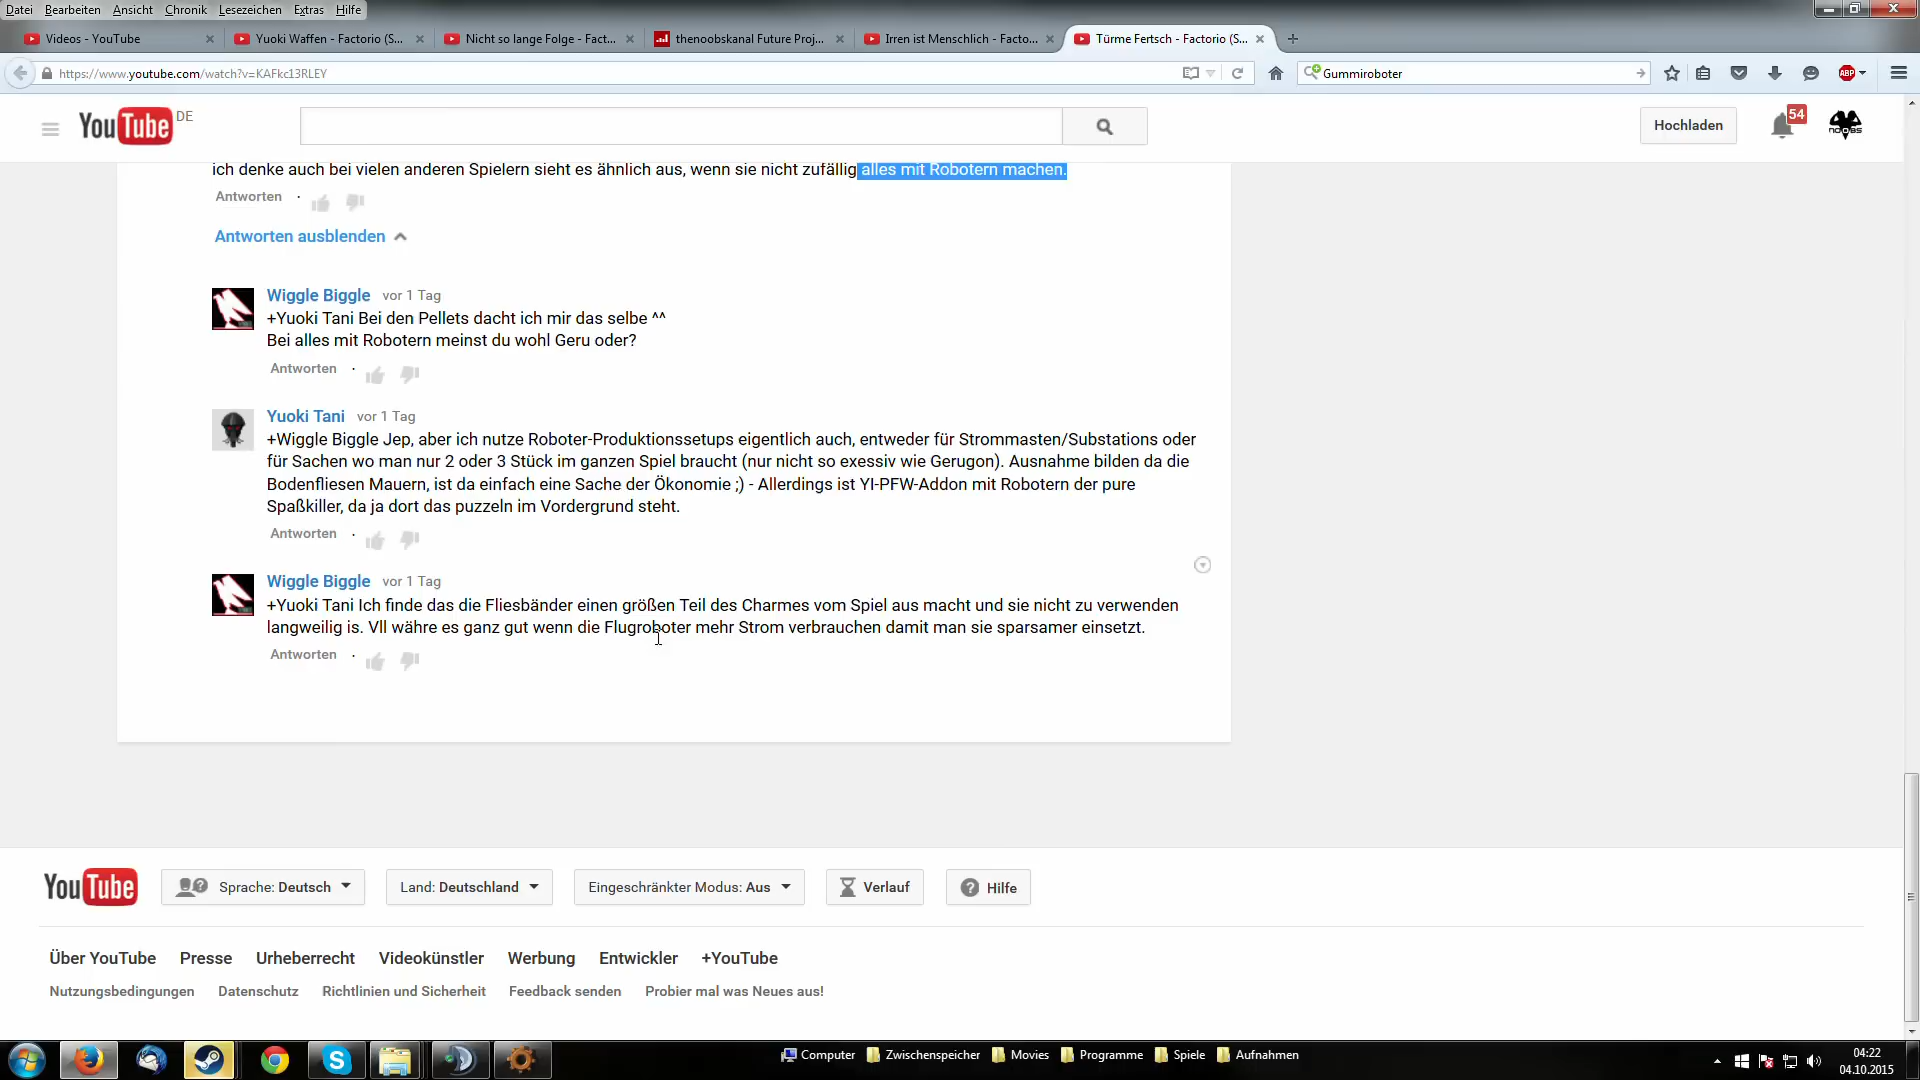 Datei Bearbeiten Ansicht Chronik Lesezeichen Extras Hilfe
Videos - YouTube
Yuoki Waffen - Factorio (S...
Nicht so lange Folge - Fact...
thenoobskanal Future Proj...
Irren ist Menschlich - Facto...
Türme Fertsch - Factorio (S...
https://www.youtube.com/watch?v=KAFkc13RLEY
Gummiroboter
ABP
YouTube DE
Hochladen
54
NOOBS
ich denke auch bei vielen anderen Spielern sieht es ähnlich aus, wenn sie nicht zufällig alles mit Robotern machen.
Antworten ·
Antworten ausblenden
Wiggle Biggle vor 1 Tag
+Yuoki Tani Bei den Pellets dacht ich mir das selbe ^^
Bei alles mit Robotern meinst du wohl Geru oder?
Antworten ·
Yuoki Tani vor 1 Tag
+Wiggle Biggle Jep, aber ich nutze Roboter-Produktionssetups eigentlich auch, entweder für Strommasten/Substations oder
für Sachen wo man nur 2 oder 3 Stück im ganzen Spiel braucht (nur nicht so exessiv wie Gerugon). Ausnahme bilden da die
Bodenfliesen Mauern, ist da einfach eine Sache der Ökonomie ;) - Allerdings ist YI-PFW-Addon mit Robotern der pure
Spaßkiller, da ja dort das puzzeln im Vordergrund steht.
Antworten ·
Wiggle Biggle vor 1 Tag
+Yuoki Tani Ich finde das die Fliesbänder einen größen Teil des Charmes vom Spiel aus macht und sie nicht zu verwenden
langweilig is. Vll währe es ganz gut wenn die Flugroboter mehr Strom verbrauchen damit man sie sparsamer einsetzt.
Antworten ·
YouTube
Sprache: Deutsch
Land: Deutschland
Eingeschränkter Modus: Aus
Verlauf
Hilfe
Über YouTube Presse Urheberrecht Videokünstler Werbung Entwickler +YouTube
Nutzungsbedingungen Datenschutz Richtlinien und Sicherheit Feedback senden Probier mal was Neues aus!
Computer Zwischenspeicher Movies Programme Spiele Aufnahmen
04:22
04.10.2015